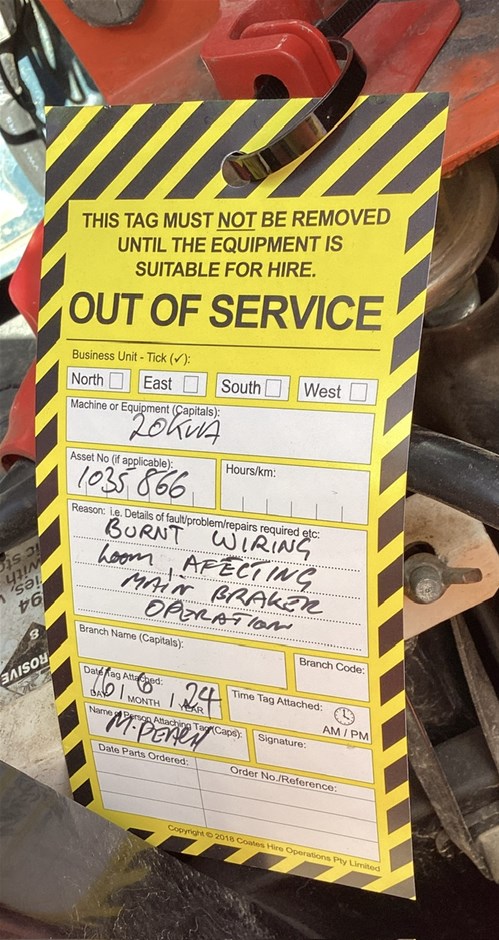 THIS TAG MUST NOT BE REMOVED
UNTIL THE EQUIPMENT IS
SUITABLE FOR HIRE.
OUT OF SERVICE
Business Unit - Tick (✓):
North East South West
Machine or Equipment (Capitals):
20KVA
Asset No (if applicable):
1035866
Hours/km:
Reason: i.e. Details of fault/problem/repairs required etc:
BURNT WIRING
Loom, AFECTING
MAIN BRAKER
OPERATION
Branch Name (Capitals):
Branch Code:
Date Tag Attached:
6 6 24
DAY MONTH YEAR
Time Tag Attached:
AM / PM
Name of Person Attaching Tag (Caps):
M.
Signature:
Date Parts Ordered:
Order No./Reference:
Copyright © 2018 Coates Hire Operations Pty Limited
94
8